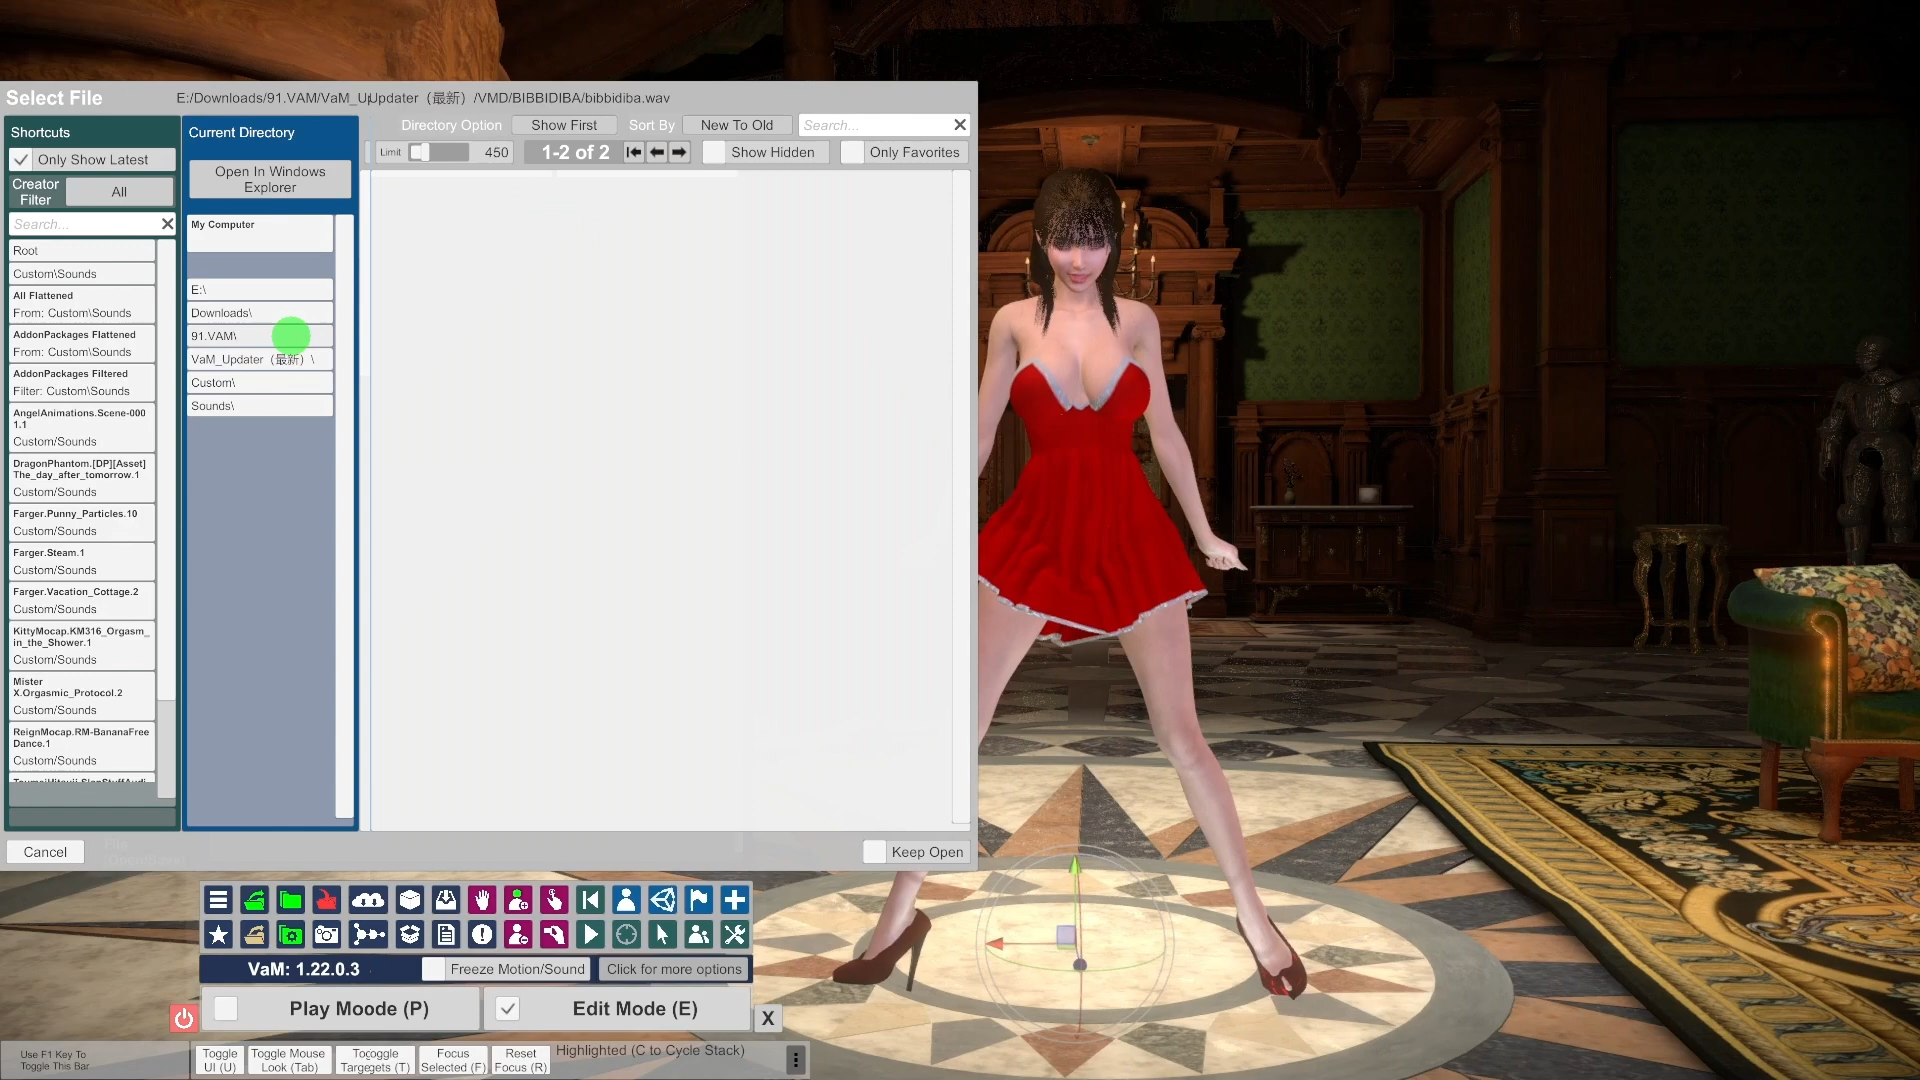 Select File
E:/Downloads/91.VAM/VaM_UpUpdater（最新）/VMD/BIBBIDIBA/bibbidiba.wav
Shortcuts
Only Show Latest
Creator
Filter
All
Search...
Root
Custom\Sounds
All Flattened
From: Custom\Sounds
AddonPackages Flattened
From: Custom\Sounds
AddonPackages Filtered
Filter: Custom\Sounds
AngelAnimations.Scene-000
1.1
Custom/Sounds
DragonPhantom.[DP][Asset]
The_day_after_tomorrow.1
Custom/Sounds
Farger.Punny_Particles.10
Custom/Sounds
Farger.Steam.1
Custom/Sounds
Farger.Vacation_Cottage.2
Custom/Sounds
KittyMocap.KM316_Orgasm_
in_the_Shower.1
Custom/Sounds
Mister
X.Orgasmic_Protocol.2
Custom/Sounds
ReignMocap.RM-BananaFree
Dance.1
Custom/Sounds
Current Directory
Open In Windows
Explorer
My Computer
E:\
Downloads\
91.VAM\
VaM_Updater（最新）\
Custom\
Sounds\
Directory Option
Show First
Sort By
New To Old
Search...
Limit
450
1-2 of 2
Show Hidden
Only Favorites
Cancel
Keep Open
VaM: 1.22.0.3
Freeze Motion/Sound
Click for more options
Play Moode (P)
Edit Mode (E)
X
Use F1 Key To
Toggle This Bar
Toggle
UI (U)
Toggle Mouse
Look (Tab)
Toggle
Targegets (T)
Focus
Selected (F)
Reset
Focus (R)
Highlighted (C to Cycle Stack)